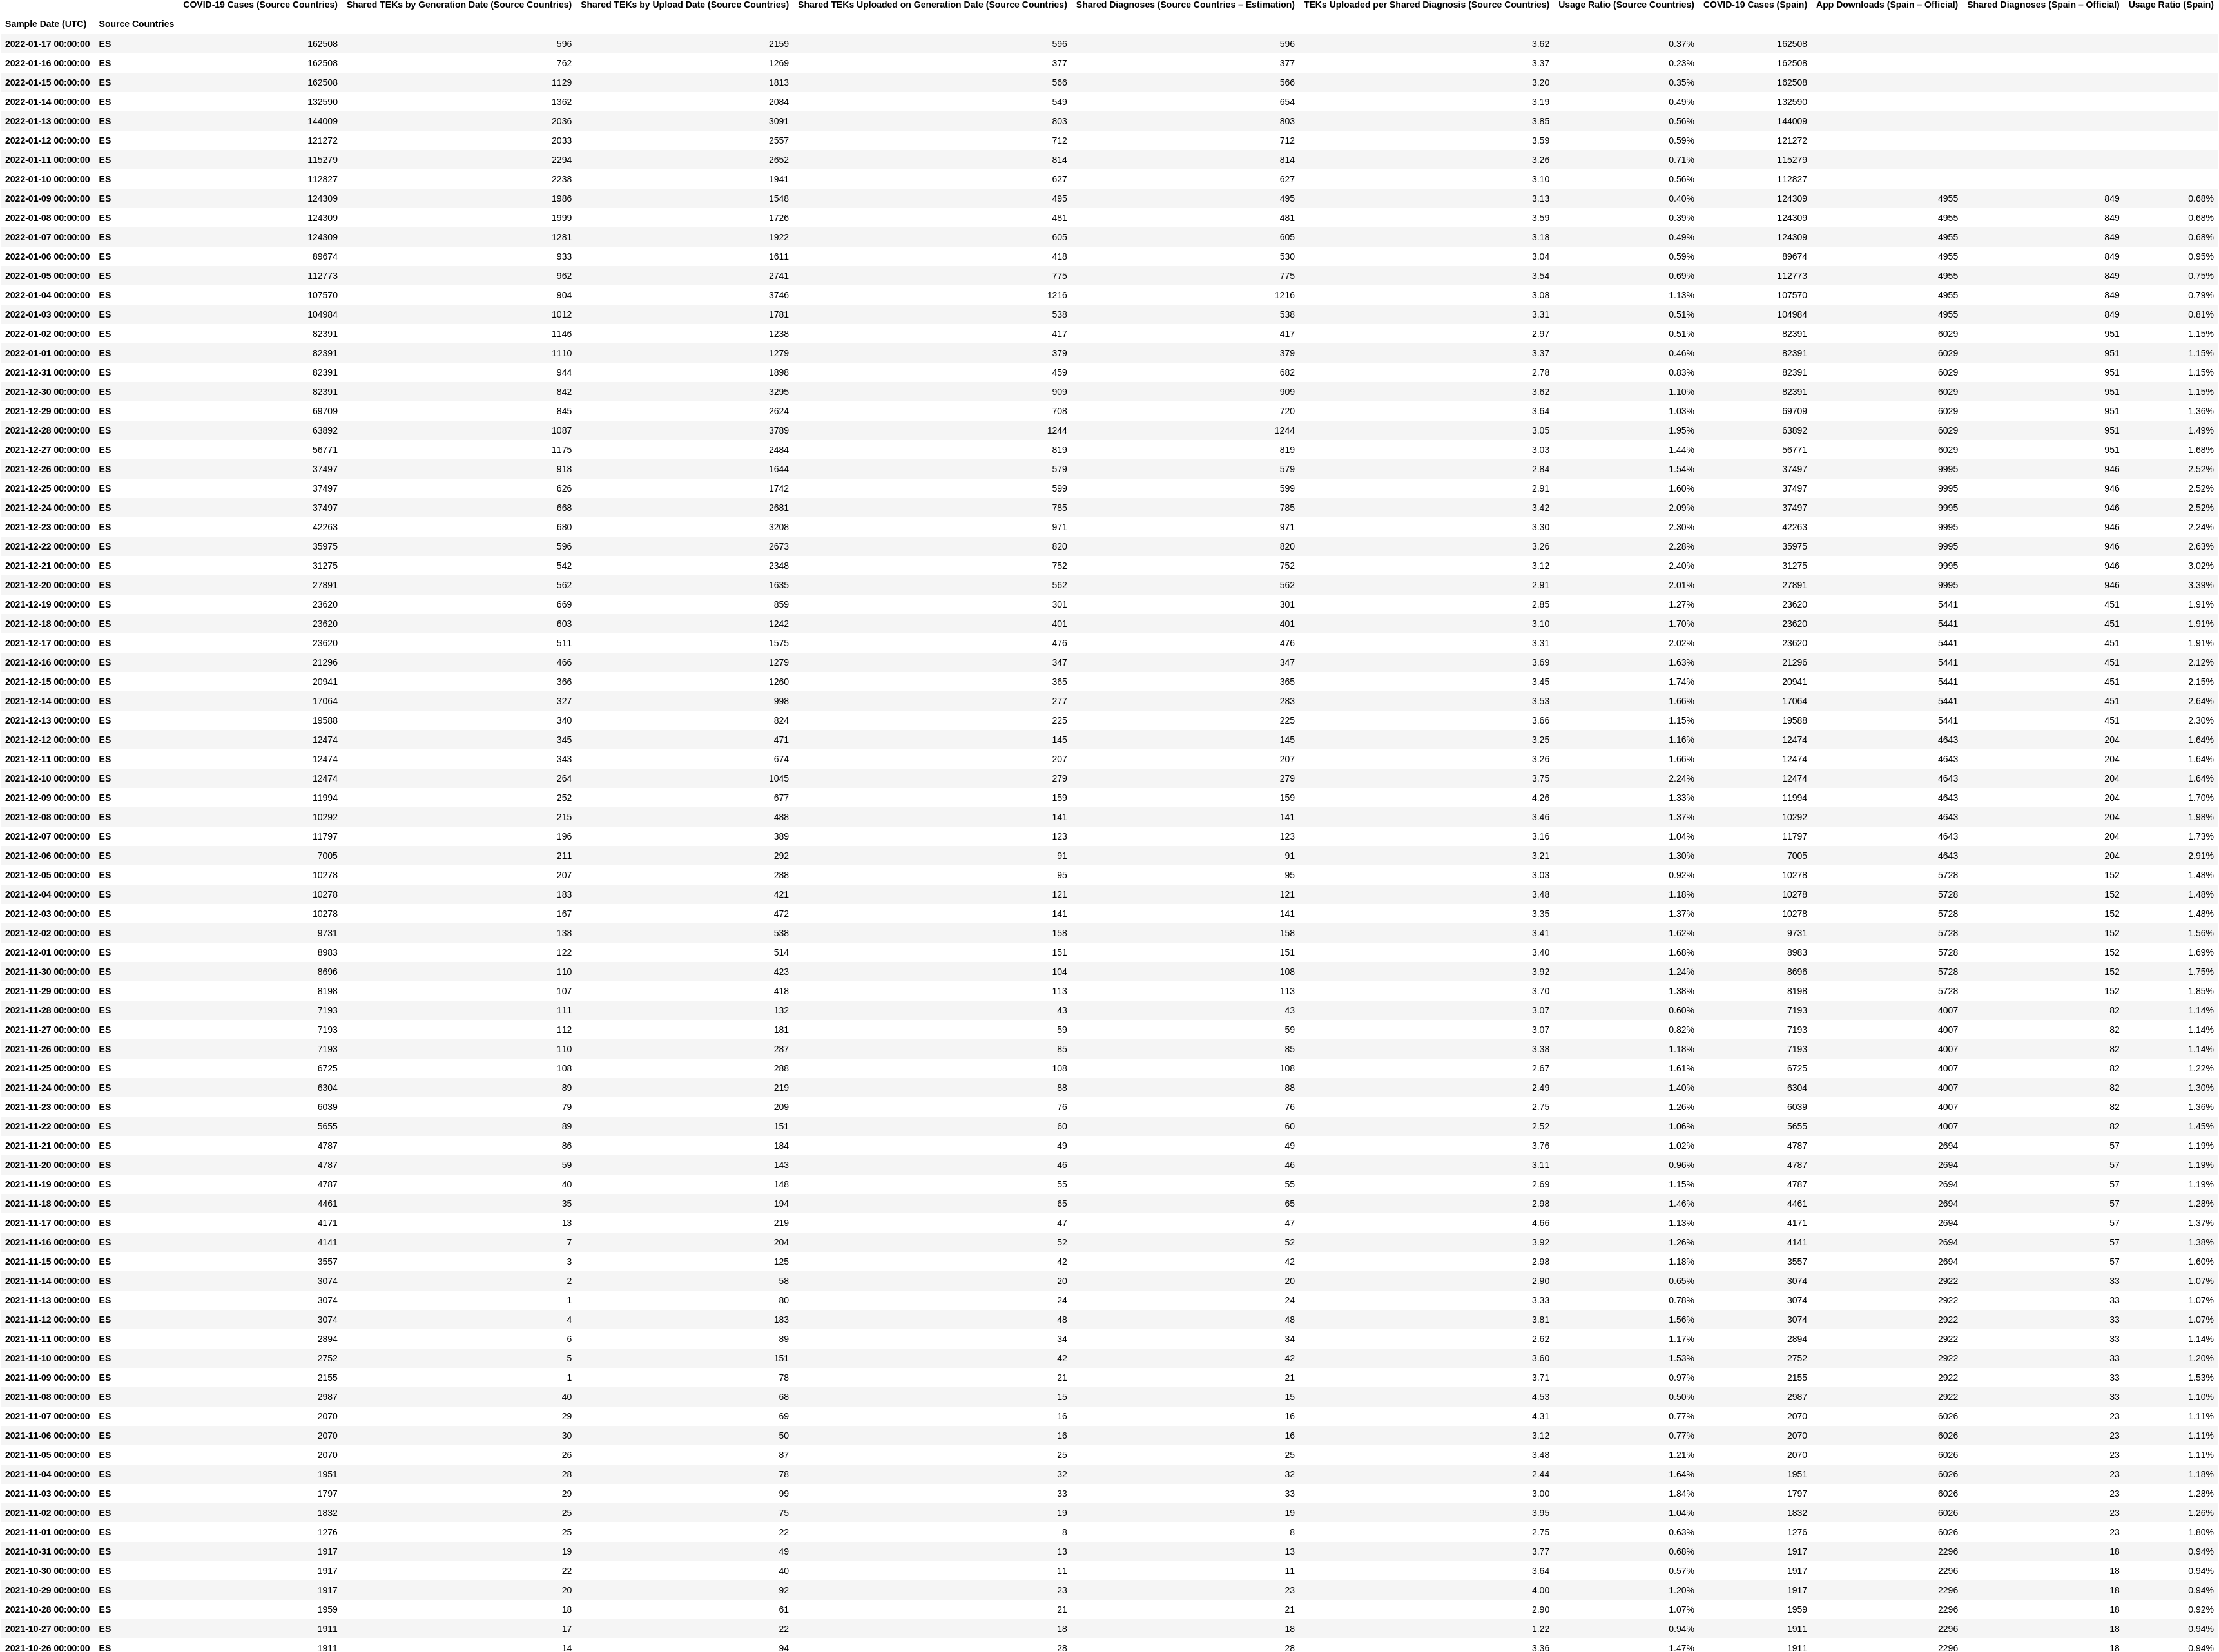 COVID-19 Cases (Source Countries) Shared TEKs by Generation Date (Source Countries) Shared TEKs by Upload Date (Source Countries) Shared TEKs Uploaded on Generation Date (Source Countries) Shared Diagnoses (Source Countries – Estimation) TEKs Uploaded per Shared Diagnosis (Source Countries) Usage Ratio (Source Countries) COVID-19 Cases (Spain) App Downloads (Spain – Official) Shared Diagnoses (Spain – Official) Usage Ratio (Spain)
Sample Date (UTC) Source Countries
2022-01-17 00:00:00 ES 162508 596 2159 596 596 3.62 0.37% 162508
2022-01-16 00:00:00 ES 162508 762 1269 377 377 3.37 0.23% 162508
2022-01-15 00:00:00 ES 162508 1129 1813 566 566 3.20 0.35% 162508
2022-01-14 00:00:00 ES 132590 1362 2084 549 654 3.19 0.49% 132590
2022-01-13 00:00:00 ES 144009 2036 3091 803 803 3.85 0.56% 144009
2022-01-12 00:00:00 ES 121272 2033 2557 712 712 3.59 0.59% 121272
2022-01-11 00:00:00 ES 115279 2294 2652 814 814 3.26 0.71% 115279
2022-01-10 00:00:00 ES 112827 2238 1941 627 627 3.10 0.56% 112827
2022-01-09 00:00:00 ES 124309 1986 1548 495 495 3.13 0.40% 124309 4955 849 0.68%
2022-01-08 00:00:00 ES 124309 1999 1726 481 481 3.59 0.39% 124309 4955 849 0.68%
2022-01-07 00:00:00 ES 124309 1281 1922 605 605 3.18 0.49% 124309 4955 849 0.68%
2022-01-06 00:00:00 ES 89674 933 1611 418 530 3.04 0.59% 89674 4955 849 0.95%
2022-01-05 00:00:00 ES 112773 962 2741 775 775 3.54 0.69% 112773 4955 849 0.75%
2022-01-04 00:00:00 ES 107570 904 3746 1216 1216 3.08 1.13% 107570 4955 849 0.79%
2022-01-03 00:00:00 ES 104984 1012 1781 538 538 3.31 0.51% 104984 4955 849 0.81%
2022-01-02 00:00:00 ES 82391 1146 1238 417 417 2.97 0.51% 82391 6029 951 1.15%
2022-01-01 00:00:00 ES 82391 1110 1279 379 379 3.37 0.46% 82391 6029 951 1.15%
2021-12-31 00:00:00 ES 82391 944 1898 459 682 2.78 0.83% 82391 6029 951 1.15%
2021-12-30 00:00:00 ES 82391 842 3295 909 909 3.62 1.10% 82391 6029 951 1.15%
2021-12-29 00:00:00 ES 69709 845 2624 708 720 3.64 1.03% 69709 6029 951 1.36%
2021-12-28 00:00:00 ES 63892 1087 3789 1244 1244 3.05 1.95% 63892 6029 951 1.49%
2021-12-27 00:00:00 ES 56771 1175 2484 819 819 3.03 1.44% 56771 6029 951 1.68%
2021-12-26 00:00:00 ES 37497 918 1644 579 579 2.84 1.54% 37497 9995 946 2.52%
2021-12-25 00:00:00 ES 37497 626 1742 599 599 2.91 1.60% 37497 9995 946 2.52%
2021-12-24 00:00:00 ES 37497 668 2681 785 785 3.42 2.09% 37497 9995 946 2.52%
2021-12-23 00:00:00 ES 42263 680 3208 971 971 3.30 2.30% 42263 9995 946 2.24%
2021-12-22 00:00:00 ES 35975 596 2673 820 820 3.26 2.28% 35975 9995 946 2.63%
2021-12-21 00:00:00 ES 31275 542 2348 752 752 3.12 2.40% 31275 9995 946 3.02%
2021-12-20 00:00:00 ES 27891 562 1635 562 562 2.91 2.01% 27891 9995 946 3.39%
2021-12-19 00:00:00 ES 23620 669 859 301 301 2.85 1.27% 23620 5441 451 1.91%
2021-12-18 00:00:00 ES 23620 603 1242 401 401 3.10 1.70% 23620 5441 451 1.91%
2021-12-17 00:00:00 ES 23620 511 1575 476 476 3.31 2.02% 23620 5441 451 1.91%
2021-12-16 00:00:00 ES 21296 466 1279 347 347 3.69 1.63% 21296 5441 451 2.12%
2021-12-15 00:00:00 ES 20941 366 1260 365 365 3.45 1.74% 20941 5441 451 2.15%
2021-12-14 00:00:00 ES 17064 327 998 277 283 3.53 1.66% 17064 5441 451 2.64%
2021-12-13 00:00:00 ES 19588 340 824 225 225 3.66 1.15% 19588 5441 451 2.30%
2021-12-12 00:00:00 ES 12474 345 471 145 145 3.25 1.16% 12474 4643 204 1.64%
2021-12-11 00:00:00 ES 12474 343 674 207 207 3.26 1.66% 12474 4643 204 1.64%
2021-12-10 00:00:00 ES 12474 264 1045 279 279 3.75 2.24% 12474 4643 204 1.64%
2021-12-09 00:00:00 ES 11994 252 677 159 159 4.26 1.33% 11994 4643 204 1.70%
2021-12-08 00:00:00 ES 10292 215 488 141 141 3.46 1.37% 10292 4643 204 1.98%
2021-12-07 00:00:00 ES 11797 196 389 123 123 3.16 1.04% 11797 4643 204 1.73%
2021-12-06 00:00:00 ES 7005 211 292 91 91 3.21 1.30% 7005 4643 204 2.91%
2021-12-05 00:00:00 ES 10278 207 288 95 95 3.03 0.92% 10278 5728 152 1.48%
2021-12-04 00:00:00 ES 10278 183 421 121 121 3.48 1.18% 10278 5728 152 1.48%
2021-12-03 00:00:00 ES 10278 167 472 141 141 3.35 1.37% 10278 5728 152 1.48%
2021-12-02 00:00:00 ES 9731 138 538 158 158 3.41 1.62% 9731 5728 152 1.56%
2021-12-01 00:00:00 ES 8983 122 514 151 151 3.40 1.68% 8983 5728 152 1.69%
2021-11-30 00:00:00 ES 8696 110 423 104 108 3.92 1.24% 8696 5728 152 1.75%
2021-11-29 00:00:00 ES 8198 107 418 113 113 3.70 1.38% 8198 5728 152 1.85%
2021-11-28 00:00:00 ES 7193 111 132 43 43 3.07 0.60% 7193 4007 82 1.14%
2021-11-27 00:00:00 ES 7193 112 181 59 59 3.07 0.82% 7193 4007 82 1.14%
2021-11-26 00:00:00 ES 7193 110 287 85 85 3.38 1.18% 7193 4007 82 1.14%
2021-11-25 00:00:00 ES 6725 108 288 108 108 2.67 1.61% 6725 4007 82 1.22%
2021-11-24 00:00:00 ES 6304 89 219 88 88 2.49 1.40% 6304 4007 82 1.30%
2021-11-23 00:00:00 ES 6039 79 209 76 76 2.75 1.26% 6039 4007 82 1.36%
2021-11-22 00:00:00 ES 5655 89 151 60 60 2.52 1.06% 5655 4007 82 1.45%
2021-11-21 00:00:00 ES 4787 86 184 49 49 3.76 1.02% 4787 2694 57 1.19%
2021-11-20 00:00:00 ES 4787 59 143 46 46 3.11 0.96% 4787 2694 57 1.19%
2021-11-19 00:00:00 ES 4787 40 148 55 55 2.69 1.15% 4787 2694 57 1.19%
2021-11-18 00:00:00 ES 4461 35 194 65 65 2.98 1.46% 4461 2694 57 1.28%
2021-11-17 00:00:00 ES 4171 13 219 47 47 4.66 1.13% 4171 2694 57 1.37%
2021-11-16 00:00:00 ES 4141 7 204 52 52 3.92 1.26% 4141 2694 57 1.38%
2021-11-15 00:00:00 ES 3557 3 125 42 42 2.98 1.18% 3557 2694 57 1.60%
2021-11-14 00:00:00 ES 3074 2 58 20 20 2.90 0.65% 3074 2922 33 1.07%
2021-11-13 00:00:00 ES 3074 1 80 24 24 3.33 0.78% 3074 2922 33 1.07%
2021-11-12 00:00:00 ES 3074 4 183 48 48 3.81 1.56% 3074 2922 33 1.07%
2021-11-11 00:00:00 ES 2894 6 89 34 34 2.62 1.17% 2894 2922 33 1.14%
2021-11-10 00:00:00 ES 2752 5 151 42 42 3.60 1.53% 2752 2922 33 1.20%
2021-11-09 00:00:00 ES 2155 1 78 21 21 3.71 0.97% 2155 2922 33 1.53%
2021-11-08 00:00:00 ES 2987 40 68 15 15 4.53 0.50% 2987 2922 33 1.10%
2021-11-07 00:00:00 ES 2070 29 69 16 16 4.31 0.77% 2070 6026 23 1.11%
2021-11-06 00:00:00 ES 2070 30 50 16 16 3.12 0.77% 2070 6026 23 1.11%
2021-11-05 00:00:00 ES 2070 26 87 25 25 3.48 1.21% 2070 6026 23 1.11%
2021-11-04 00:00:00 ES 1951 28 78 32 32 2.44 1.64% 1951 6026 23 1.18%
2021-11-03 00:00:00 ES 1797 29 99 33 33 3.00 1.84% 1797 6026 23 1.28%
2021-11-02 00:00:00 ES 1832 25 75 19 19 3.95 1.04% 1832 6026 23 1.26%
2021-11-01 00:00:00 ES 1276 25 22 8 8 2.75 0.63% 1276 6026 23 1.80%
2021-10-31 00:00:00 ES 1917 19 49 13 13 3.77 0.68% 1917 2296 18 0.94%
2021-10-30 00:00:00 ES 1917 22 40 11 11 3.64 0.57% 1917 2296 18 0.94%
2021-10-29 00:00:00 ES 1917 20 92 23 23 4.00 1.20% 1917 2296 18 0.94%
2021-10-28 00:00:00 ES 1959 18 61 21 21 2.90 1.07% 1959 2296 18 0.92%
2021-10-27 00:00:00 ES 1911 17 22 18 18 1.22 0.94% 1911 2296 18 0.94%
2021-10-26 00:00:00 ES 1911 14 94 28 28 3.36 1.47% 1911 2296 18 0.94%